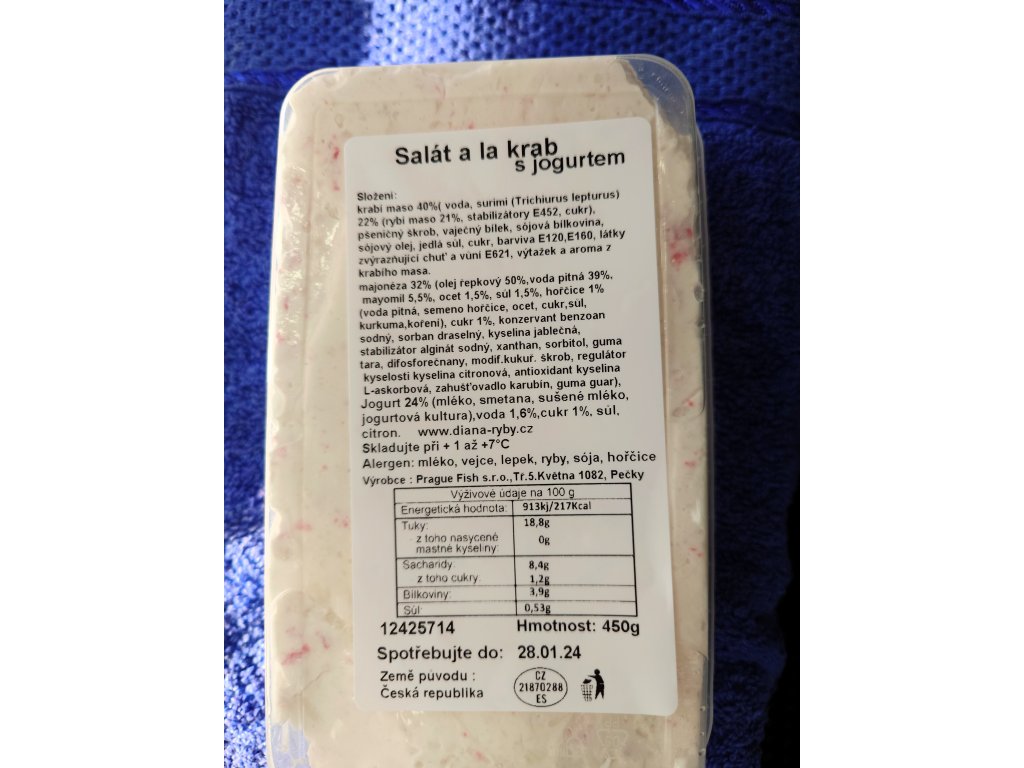 Salát a la krab
s jogurtem
Složení:
krabí maso 40%( voda, surimi (Trichiurus lepturus)
22% (rybí maso 21%, stabilizátory E452, cukr),
pšeničný škrob, vaječný bílek, sójová bílkovina,
sójový olej, jedlá sůl, cukr, barviva E120,E160, látky
zvýrazňující chuť a vůni E621, výtažek a aroma z
krabího masa.
majonéza 32% (olej řepkový 50%,voda pitná 39%,
mayomil 5,5%, ocet 1,5%, sůl 1,5%, hořčice 1%
(voda pitná, semeno hořčice, ocet, cukr,sůl,
kurkuma,koření), cukr 1%, konzervant benzoan
sodný, sorban draselný, kyselina jablečná,
stabilizátor alginát sodný, xanthan, sorbitol, guma
tara, difosforečnany, modif.kukuř. škrob, regulátor
kyselosti kyselina citronová, antioxidant kyselina
L-askorbová, zahušťovadlo karubin, guma guar),
Jogurt 24% (mléko, smetana, sušené mléko,
jogurtová kultura),voda 1,6%,cukr 1%, sůl,
citron. www.diana-ryby.cz
Skladujte při + 1 až +7°C
Alergen: mléko, vejce, lepek, ryby, sója, hořčice
Výrobce : Prague Fish s.r.o.,Tř.5.Května 1082, Pečky
Výživové údaje na 100 g
Energetická hodnota: 913kj/217Kcal
Tuky: 18,8g
z toho nasycené
mastné kyseliny: 0g
Sacharidy: 8,4g
z toho cukry: 1,2g
Bílkoviny: 3,9g
Sůl: 0,53g
12425714 Hmotnost: 450g
Spotřebujte do: 28.01.24
Země původu :
Česká republika
CZ
21870288
ES